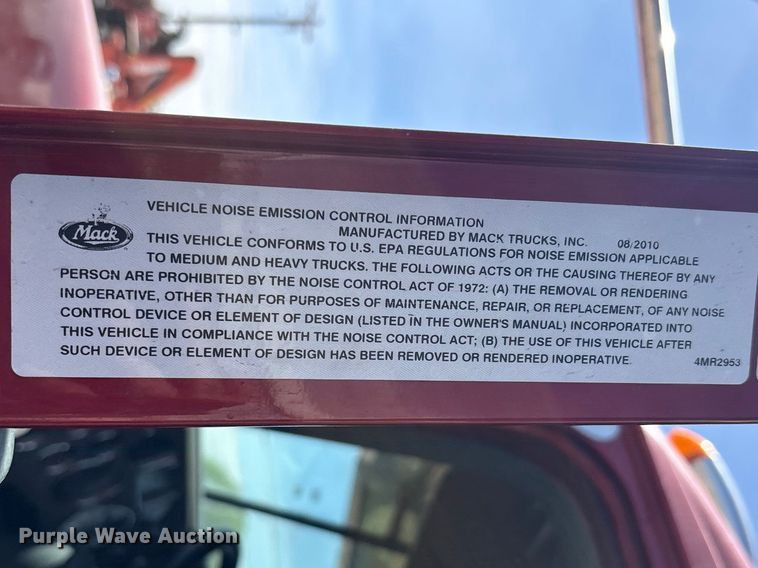 VEHICLE NOISE EMISSION CONTROL INFORMATION
Mack
MANUFACTURED BY MACK TRUCKS, INC. 08/2010
THIS VEHICLE CONFORMS TO U.S. EPA REGULATIONS FOR NOISE EMISSION APPLICABLE
TO MEDIUM AND HEAVY TRUCKS. THE FOLLOWING ACTS OR THE CAUSING THEREOF BY ANY
PERSON ARE PROHIBITED BY THE NOISE CONTROL ACT OF 1972: (A) THE REMOVAL OR RENDERING
INOPERATIVE, OTHER THAN FOR PURPOSES OF MAINTENANCE, REPAIR, OR REPLACEMENT, OF ANY NOISE
CONTROL DEVICE OR ELEMENT OF DESIGN (LISTED IN THE OWNER'S MANUAL) INCORPORATED INTO
THIS VEHICLE IN COMPLIANCE WITH THE NOISE CONTROL ACT; (B) THE USE OF THIS VEHICLE AFTER
SUCH DEVICE OR ELEMENT OF DESIGN HAS BEEN REMOVED OR RENDERED INOPERATIVE. 4MR2953
Purple Wave Auction